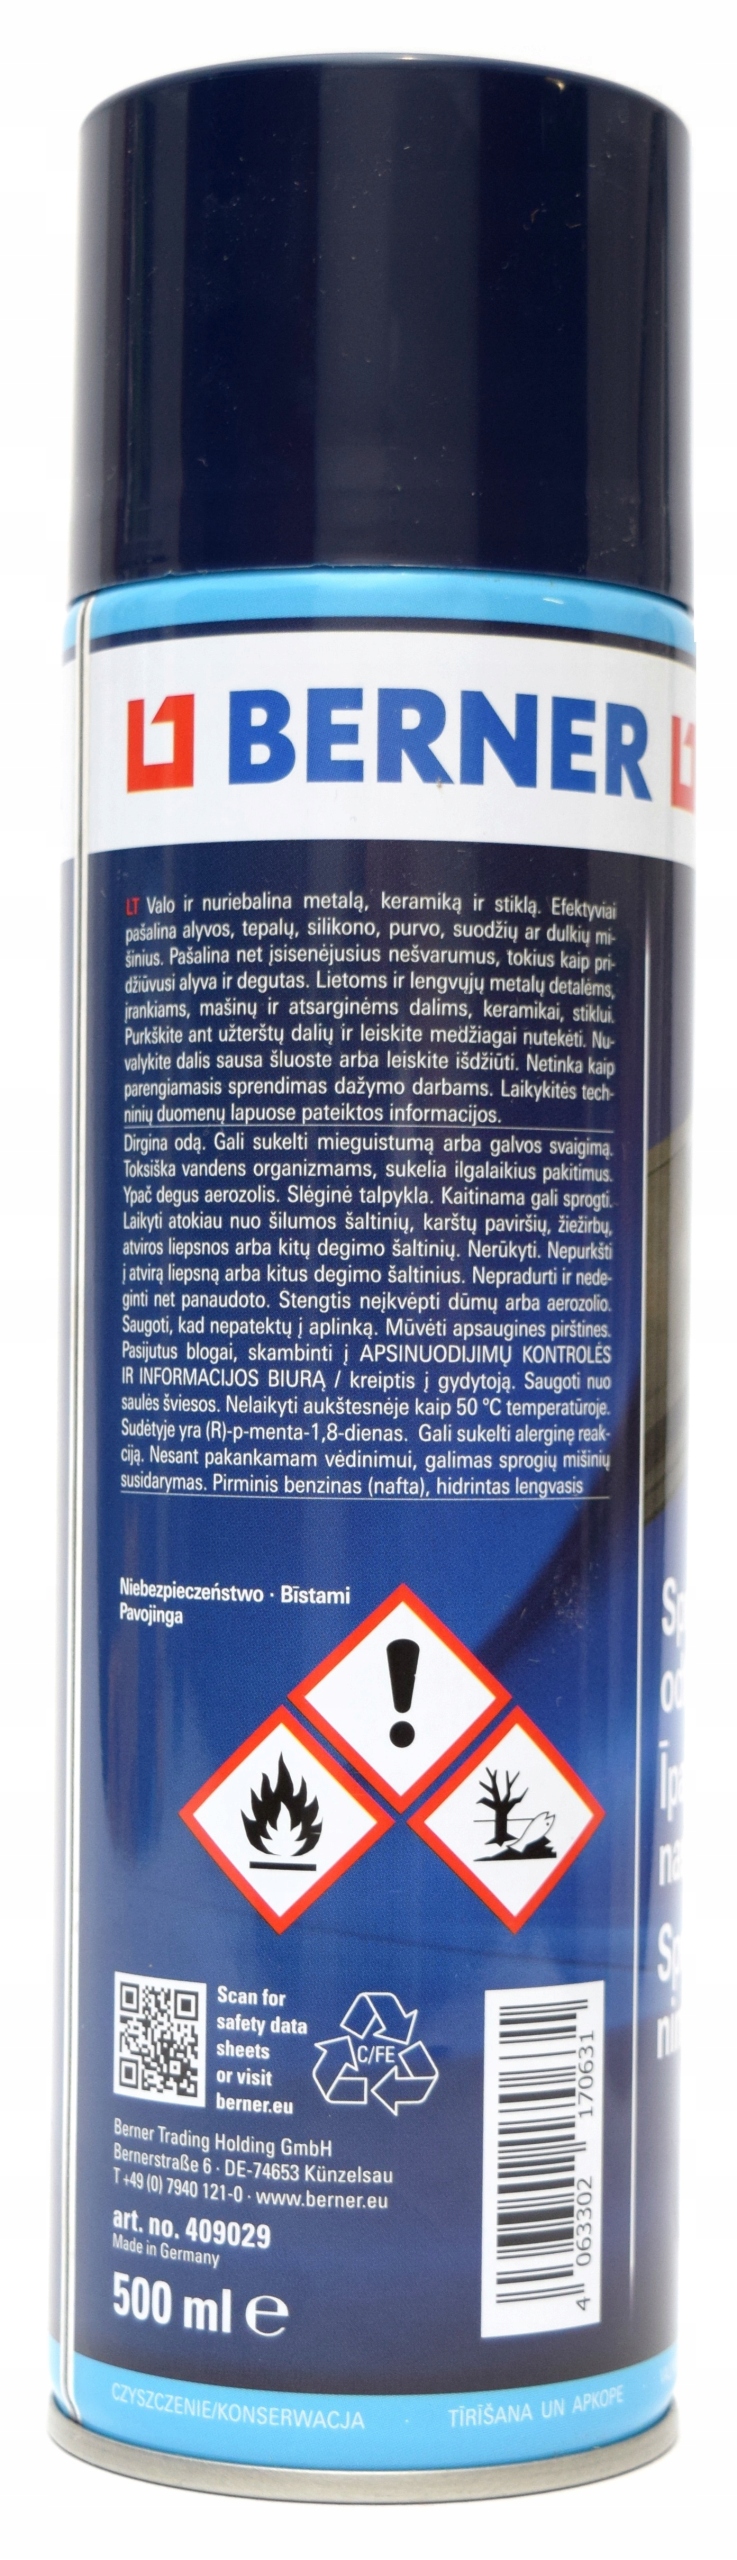 BERNER
LT Valo ir nuriebalina metalą, keramiką ir stiklą. Efektyviai
pašalina alyvos, tepalų, silikono, purvo, suodžių ar dulkių mi-
šinius. Pašalina net įsisenėjusius nešvarumus, tokius kaip pri-
džiūvusi alyva ir degutas. Lietoms ir lengvųjų metalų detalėms,
įrankiams, mašinų ir atsarginėms dalims, keramikai, stiklui.
Purkškite ant užterštų dalių ir leiskite medžiagai nutekėti. Nu-
valykite dalis sausa šluoste arba leiskite išdžiūti. Netinka kaip
parengiamasis sprendimas dažymo darbams. Laikykitės tech-
ninių duomenų lapuose pateiktos informacijos.
Dirgina odą. Gali sukelti mieguistumą arba galvos svaigimą.
Toksiška vandens organizmams, sukelia ilgalaikius pakitimus.
Ypač degus aerozolis. Slėginė talpykla. Kaitinama gali sprogti.
Laikyti atokiau nuo šilumos šaltinių, karštų paviršių, žiežirbų,
atviros liepsnos arba kitų degimo šaltinių. Nerūkyti. Nepurkšti
į atvirą liepsną arba kitus degimo šaltinius. Nepradurti ir nede-
ginti net panaudoto. Stengtis neįkvėpti dūmų arba aerozolio.
Saugoti, kad nepatektų į aplinką. Mūvėti apsaugines pirštines.
Pasijutus blogai, skambinti į APSINUODIJIMŲ KONTROLĖS
IR INFORMACIJOS BIURĄ / kreiptis į gydytoją. Saugoti nuo
saulės šviesos. Nelaikyti aukštesnėje kaip 50 °C temperatūroje.
Sudėtyje yra (R)-p-menta-1,8-dienas. Gali sukelti alerginę reak-
ciją. Nesant pakankamam vėdinimui, galimas sprogių mišinių
susidarymas. Pirminis benzinas (nafta), hidrintas lengvasis
Niebezpieczeństwo · Bīstami
Pavojinga
Scan for
safety data
sheets
or visit
berner.eu
C/FE
Berner Trading Holding GmbH
Bernerstraße 6 · DE-74653 Künzelsau
T +49 (0) 7940 121-0 · www.berner.eu
art. no. 409029
Made in Germany
500 ml ℮
4 063302 170631
CZYSZCZENIE/KONSERWACJA · TĪRĪŠANA UN APKOPE